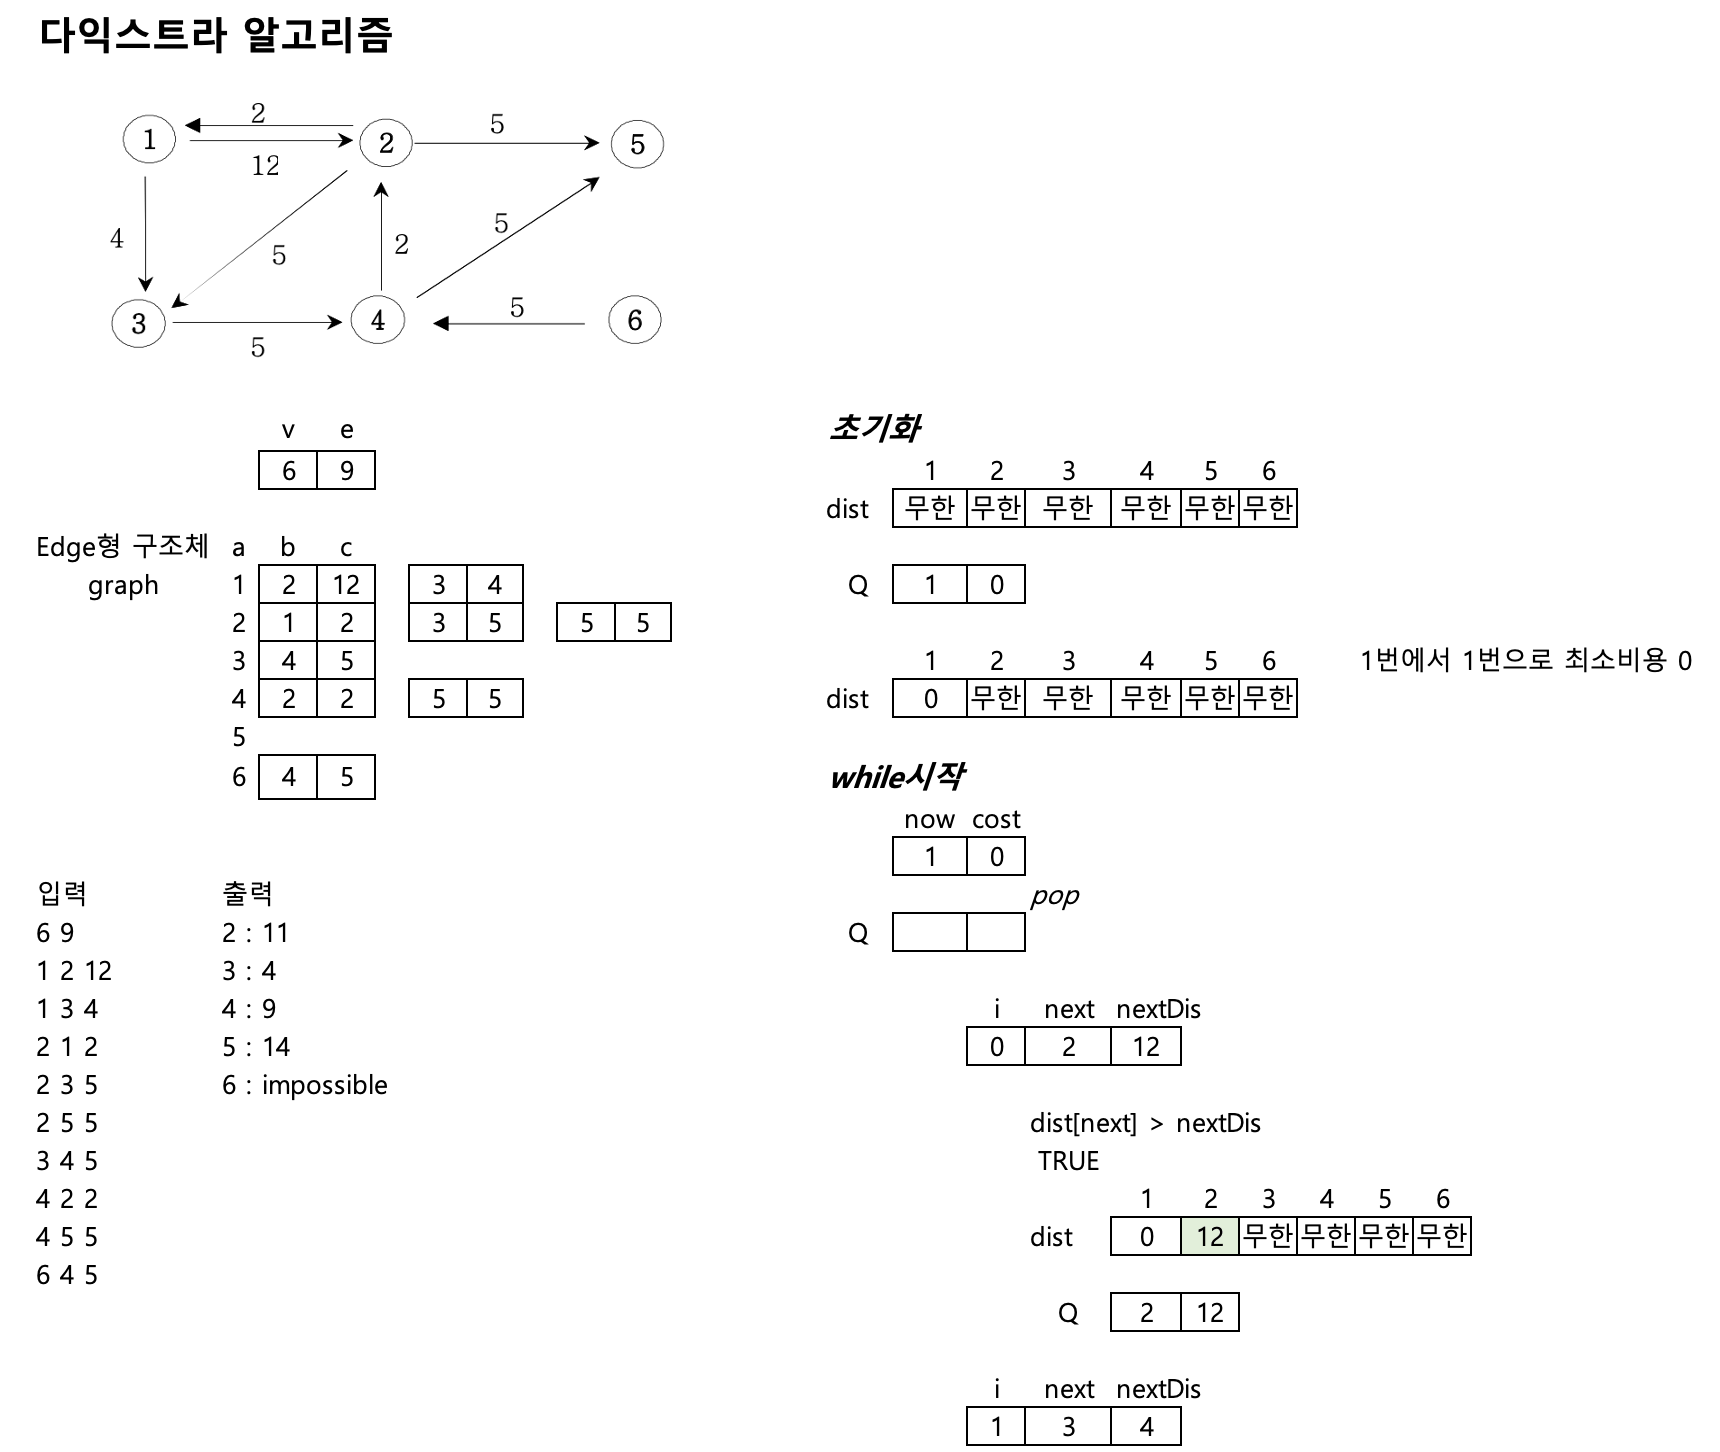 다익스트라 알고리즘
2
12
5
1
2
5
4
5
2
5
3
5
4
5
6
v e
6 9
Edge형 구조체 a b c
graph 1 2 12 3 4
2 1 2 3 5 5 5
3 4 5
4 2 2 5 5
5
6 4 5
입력
6 9
1 2 12
1 3 4
2 1 2
2 3 5
2 5 5
3 4 5
4 2 2
4 5 5
6 4 5
출력
2 : 11
3 : 4
4 : 9
5 : 14
6 : impossible
초기화
1 2 3 4 5 6
dist 무한 무한 무한 무한 무한 무한
Q 1 0
1 2 3 4 5 6 1번에서 1번으로 최소비용 0
dist 0 무한 무한 무한 무한 무한
while시작
now cost
1 0
pop
Q
i next nextDis
0 2 12
dist[next] > nextDis
TRUE
1 2 3 4 5 6
dist 0 12 무한 무한 무한 무한
Q 2 12
i next nextDis
1 3 4